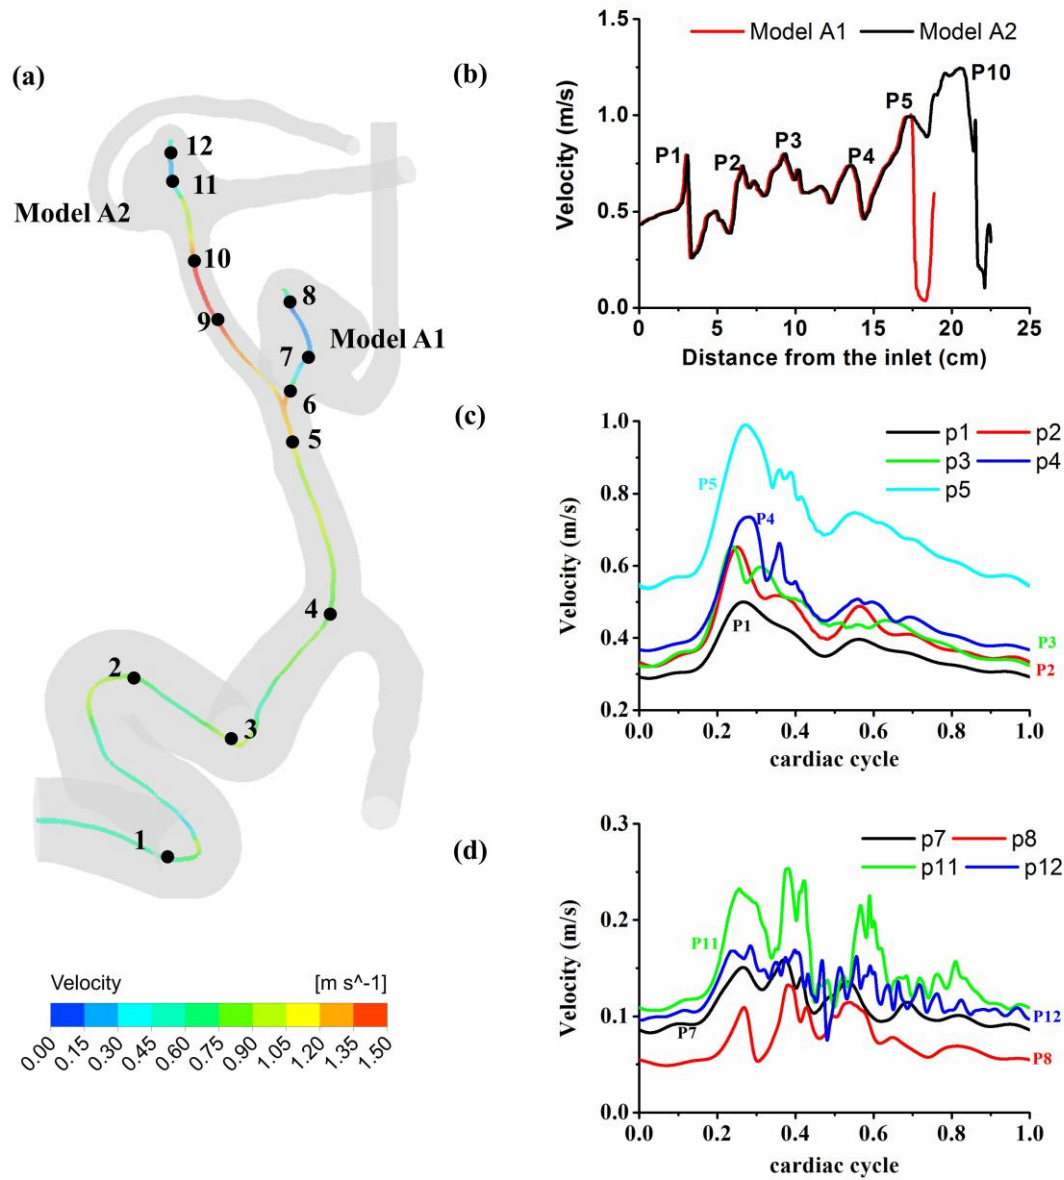 (a)
12
11
Model A2
10
9
8
Model A1
7
6
5
4
2
3
1
Velocity [m s^-1]
0.00 0.15 0.30 0.45 0.60 0.75 0.90 1.05 1.20 1.35 1.50
(b)
Model A1 Model A2
Velocity (m/s)
1.5
1.0
0.5
0.0
P1 P2 P3 P4 P5 P10
0 5 10 15 20 25
Distance from the inlet (cm)
(c)
p1 p2
p3 p4
p5
Velocity (m/s)
1.0
0.8
0.6
0.4
0.2
P5
P4
P1
P3
P2
0.0 0.2 0.4 0.6 0.8 1.0
cardiac cycle
(d)
p7 p8
p11 p12
Velocity (m/s)
0.3
0.2
0.1
0.0
P11
P7
P12
P8
0.0 0.2 0.4 0.6 0.8 1.0
cardiac cycle